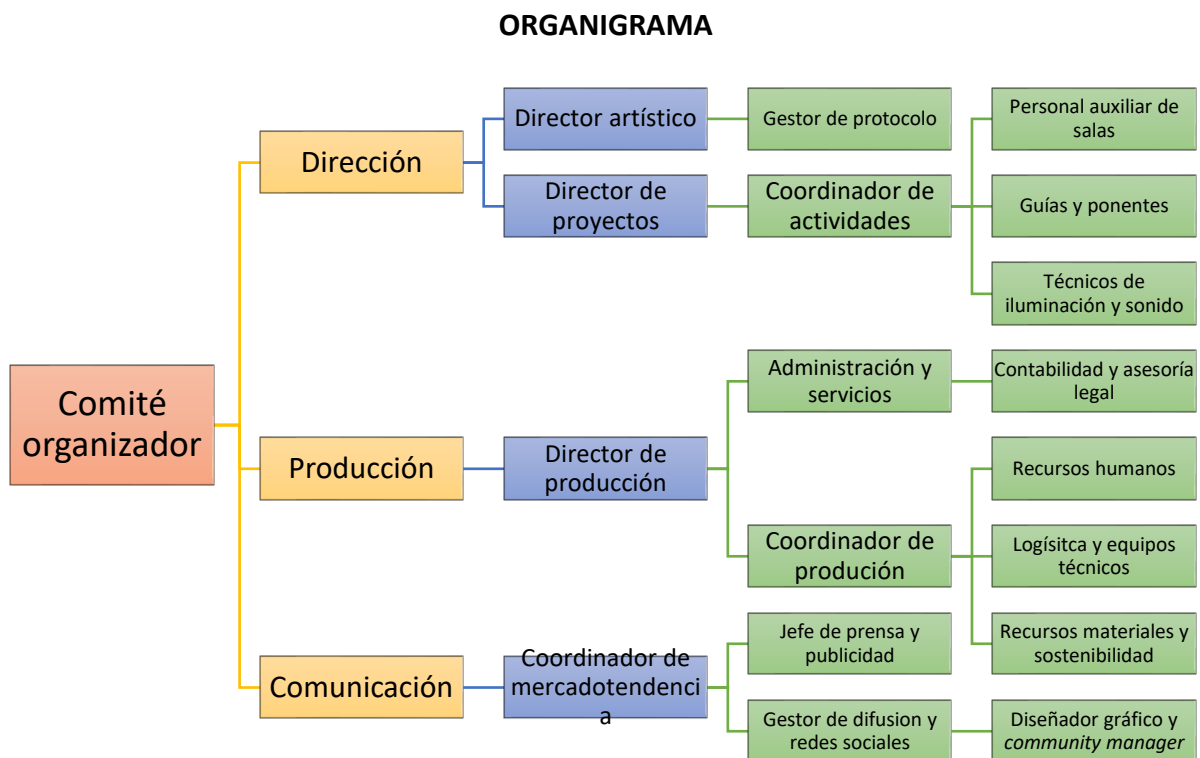 ORGANIGRAMA
Comité
organizador
Dirección
Director artístico
Gestor de protocolo
Director de
proyectos
Coordinador de
actividades
Personal auxiliar de
salas
Guías y ponentes
Técnicos de
iluminación y sonido
Producción
Director de
producción
Administración y
servicios
Contabilidad y asesoría
legal
Coordinador de
produción
Recursos humanos
Logísitca y equipos
técnicos
Recursos materiales y
sostenibilidad
Comunicación
Coordinador de
mercadotendenci
a
Jefe de prensa y
publicidad
Gestor de difusion y
redes sociales
Diseñador gráfico y
community manager